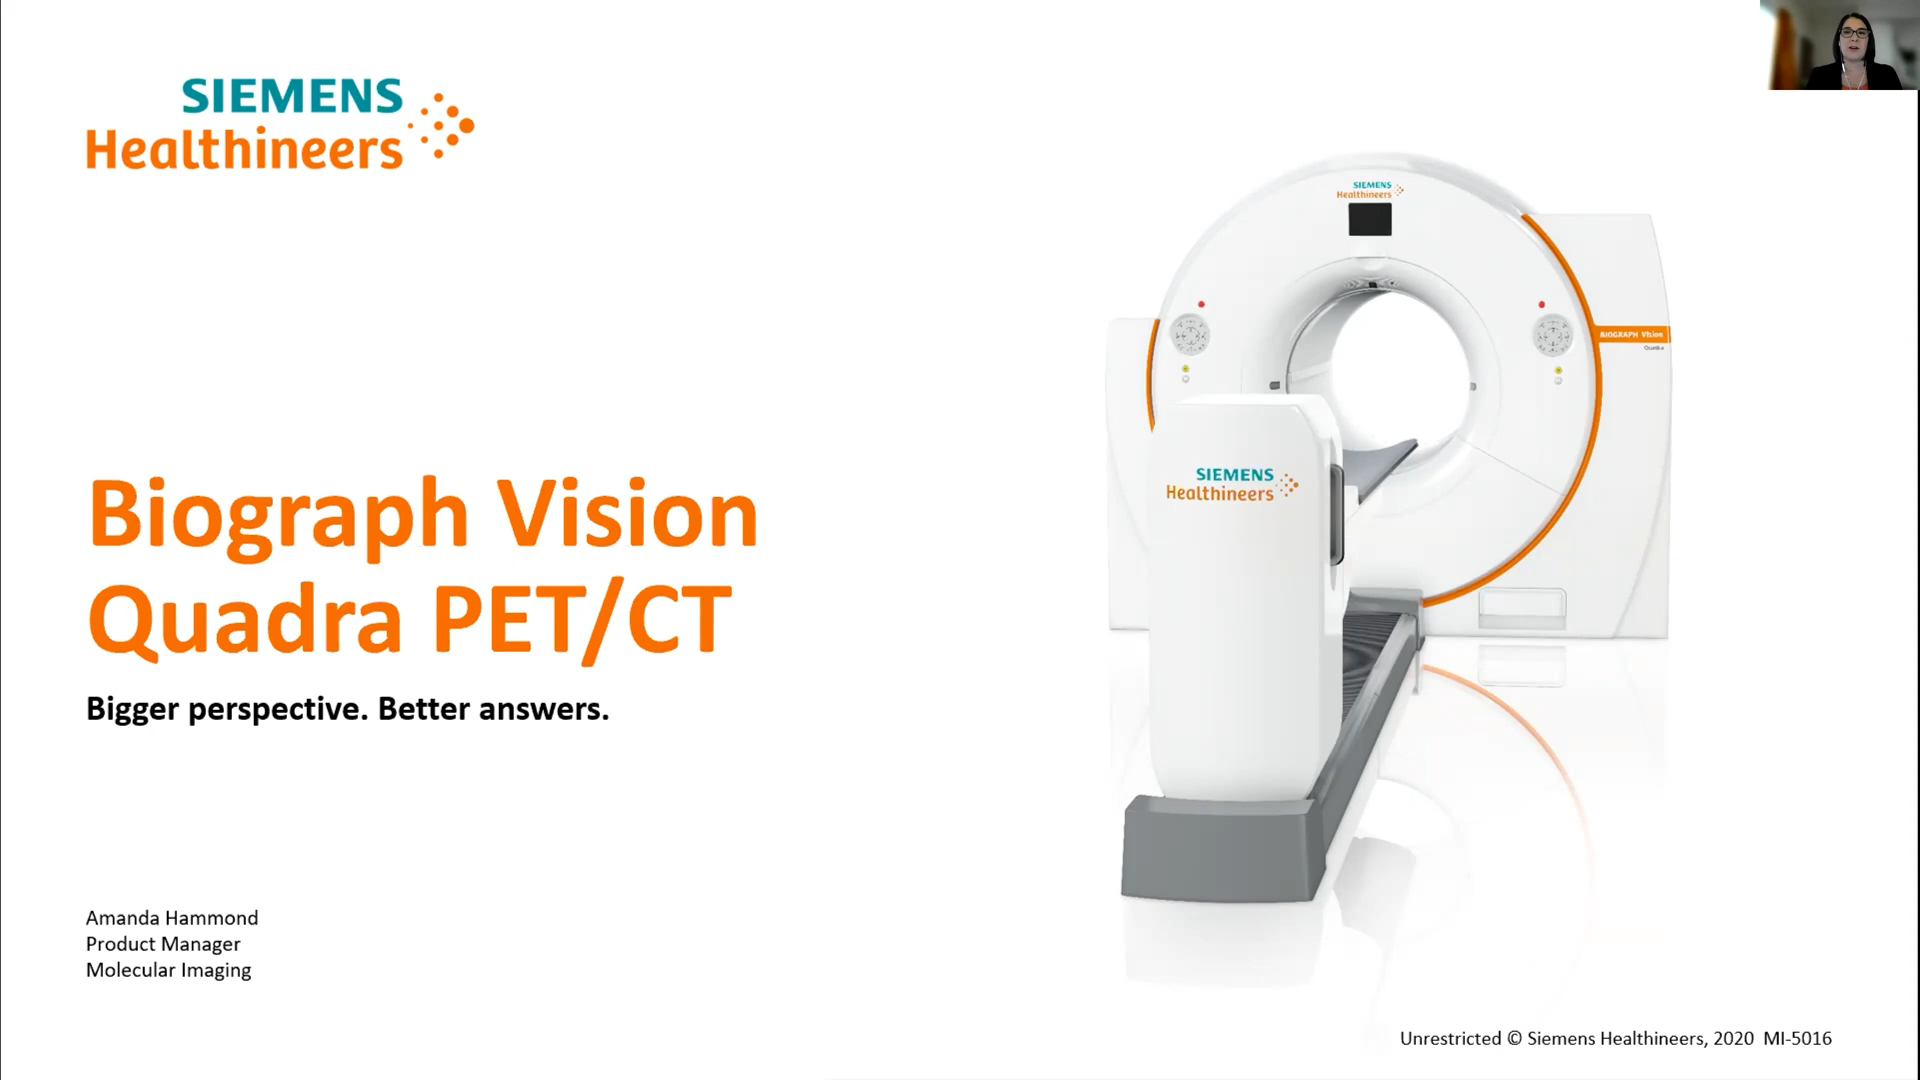 SIEMENS
Healthineers
SIEMENS
Healthineers
BIOGRAPH Vision
Quadra
SIEMENS
Healthineers
Biograph Vision
Quadra PET/CT
Bigger perspective. Better answers.
Amanda Hammond
Product Manager
Molecular Imaging
Unrestricted © Siemens Healthineers, 2020 MI-5016